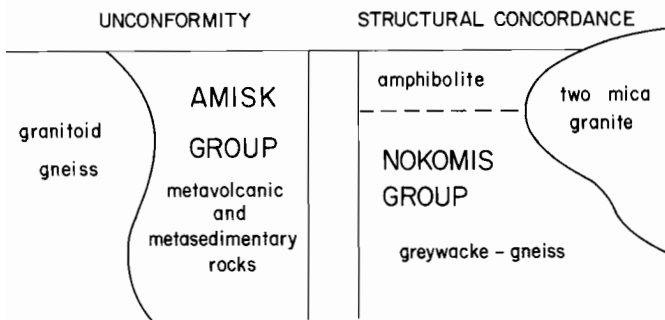 UNCONFORMITY
STRUCTURAL CONCORDANCE
granitoid
gneiss
AMISK
GROUP
metavolcanic
and
metasedimentary
rocks
amphibolite
NOKOMIS
GROUP
greywacke - gneiss
two mica
granite